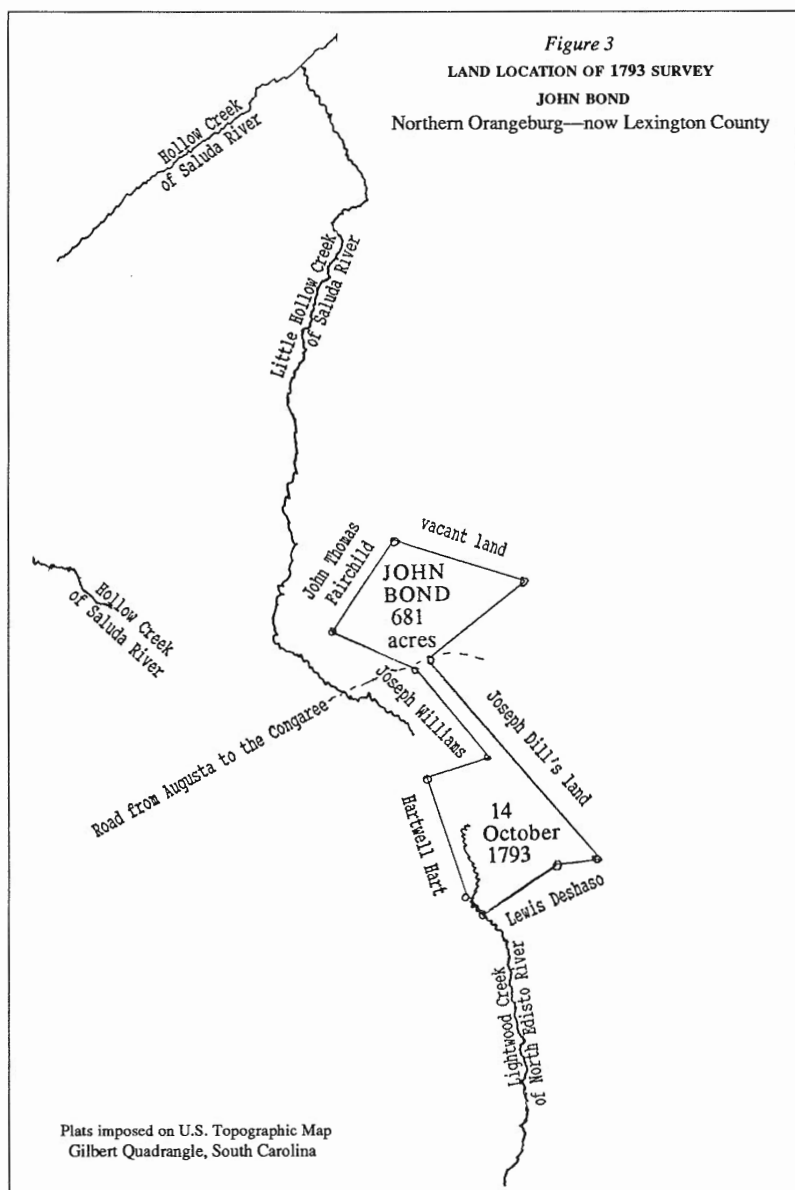 Figure 3
LAND LOCATION OF 1793 SURVEY
JOHN BOND
Northern Orangeburg—now Lexington County
Hollow Creek
of Saluda River
Little Hollow Creek
of Saluda River
vacant land
John Thomas
Fairchild
JOHN
BOND
681
acres
Hollow Creek
of Saluda River
Joseph Williams
Joseph Dill's land
Road from Augusta to the Congaree
Hartwell Hart
14
October
1793
Lewis Deshaso
Lightwood Creek
of North Edisto River
Plats imposed on U.S. Topographic Map
Gilbert Quadrangle, South Carolina